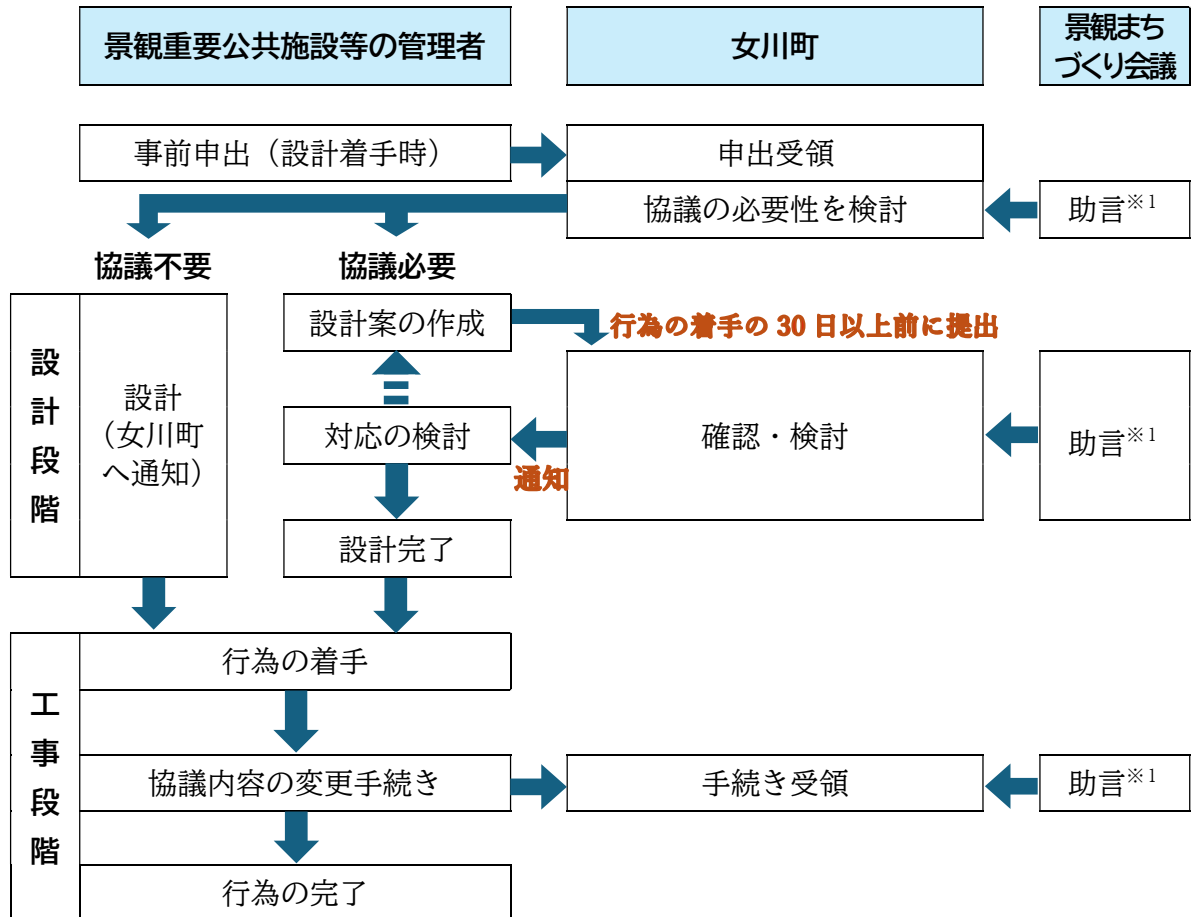 景観重要公共施設等の管理者
女川町
景観まち
づくり会議
事前申出（設計着手時）
申出受領
協議の必要性を検討
助言※1
協議不要
協議必要
設計段階
設計
（女川町
へ通知）
設計案の作成
行為の着手の 30 日以上前に提出
対応の検討
通知
確認・検討
助言※1
設計完了
工事段階
行為の着手
協議内容の変更手続き
手続き受領
助言※1
行為の完了